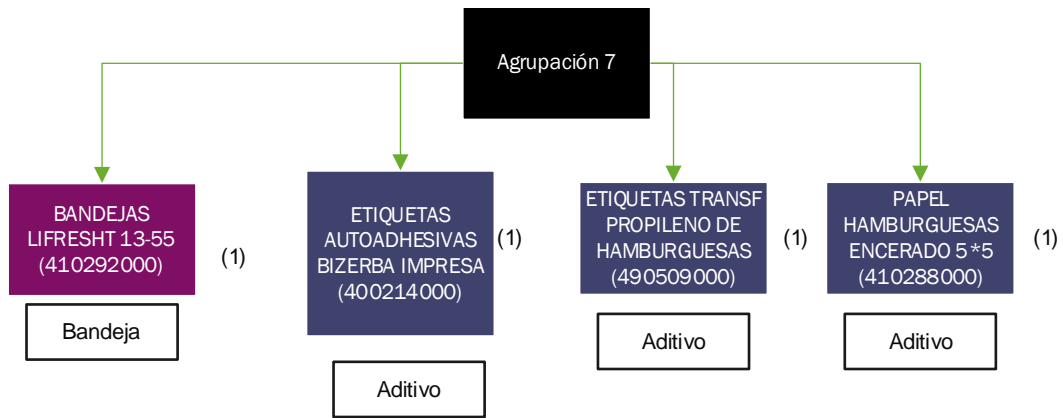 Agrupación 7
BANDEJAS
LIFRESHT 13-55
(410292000)
(1)
Bandeja
ETIQUETAS
AUTOADHESIVAS
BIZERBA IMPRESA
(400214000)
(1)
Aditivo
ETIQUETAS TRANSF
PROPILENO DE
HAMBURGUESAS
(490509000)
(1)
Aditivo
PAPEL
HAMBURGUESAS
ENCERADO 5*5
(410288000)
(1)
Aditivo